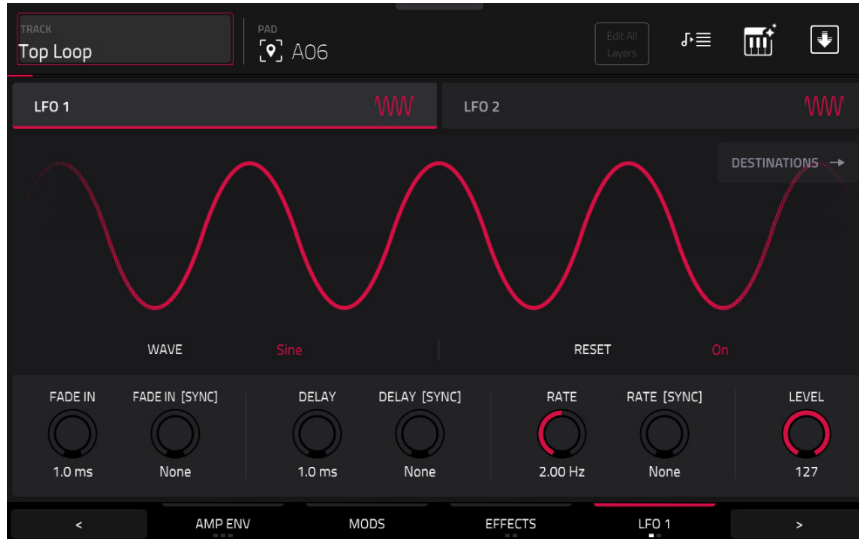 TRACK
Top Loop
PAD
A06
Edit All
Layers
LFO 1
LFO 2
DESTINATIONS →
WAVE
Sine
RESET
On
FADE IN
FADE IN [SYNC]
DELAY
DELAY [SYNC]
RATE
RATE [SYNC]
LEVEL
1.0 ms
None
1.0 ms
None
2.00 Hz
None
127
<
AMP ENV
MODS
EFFECTS
LFO 1
>